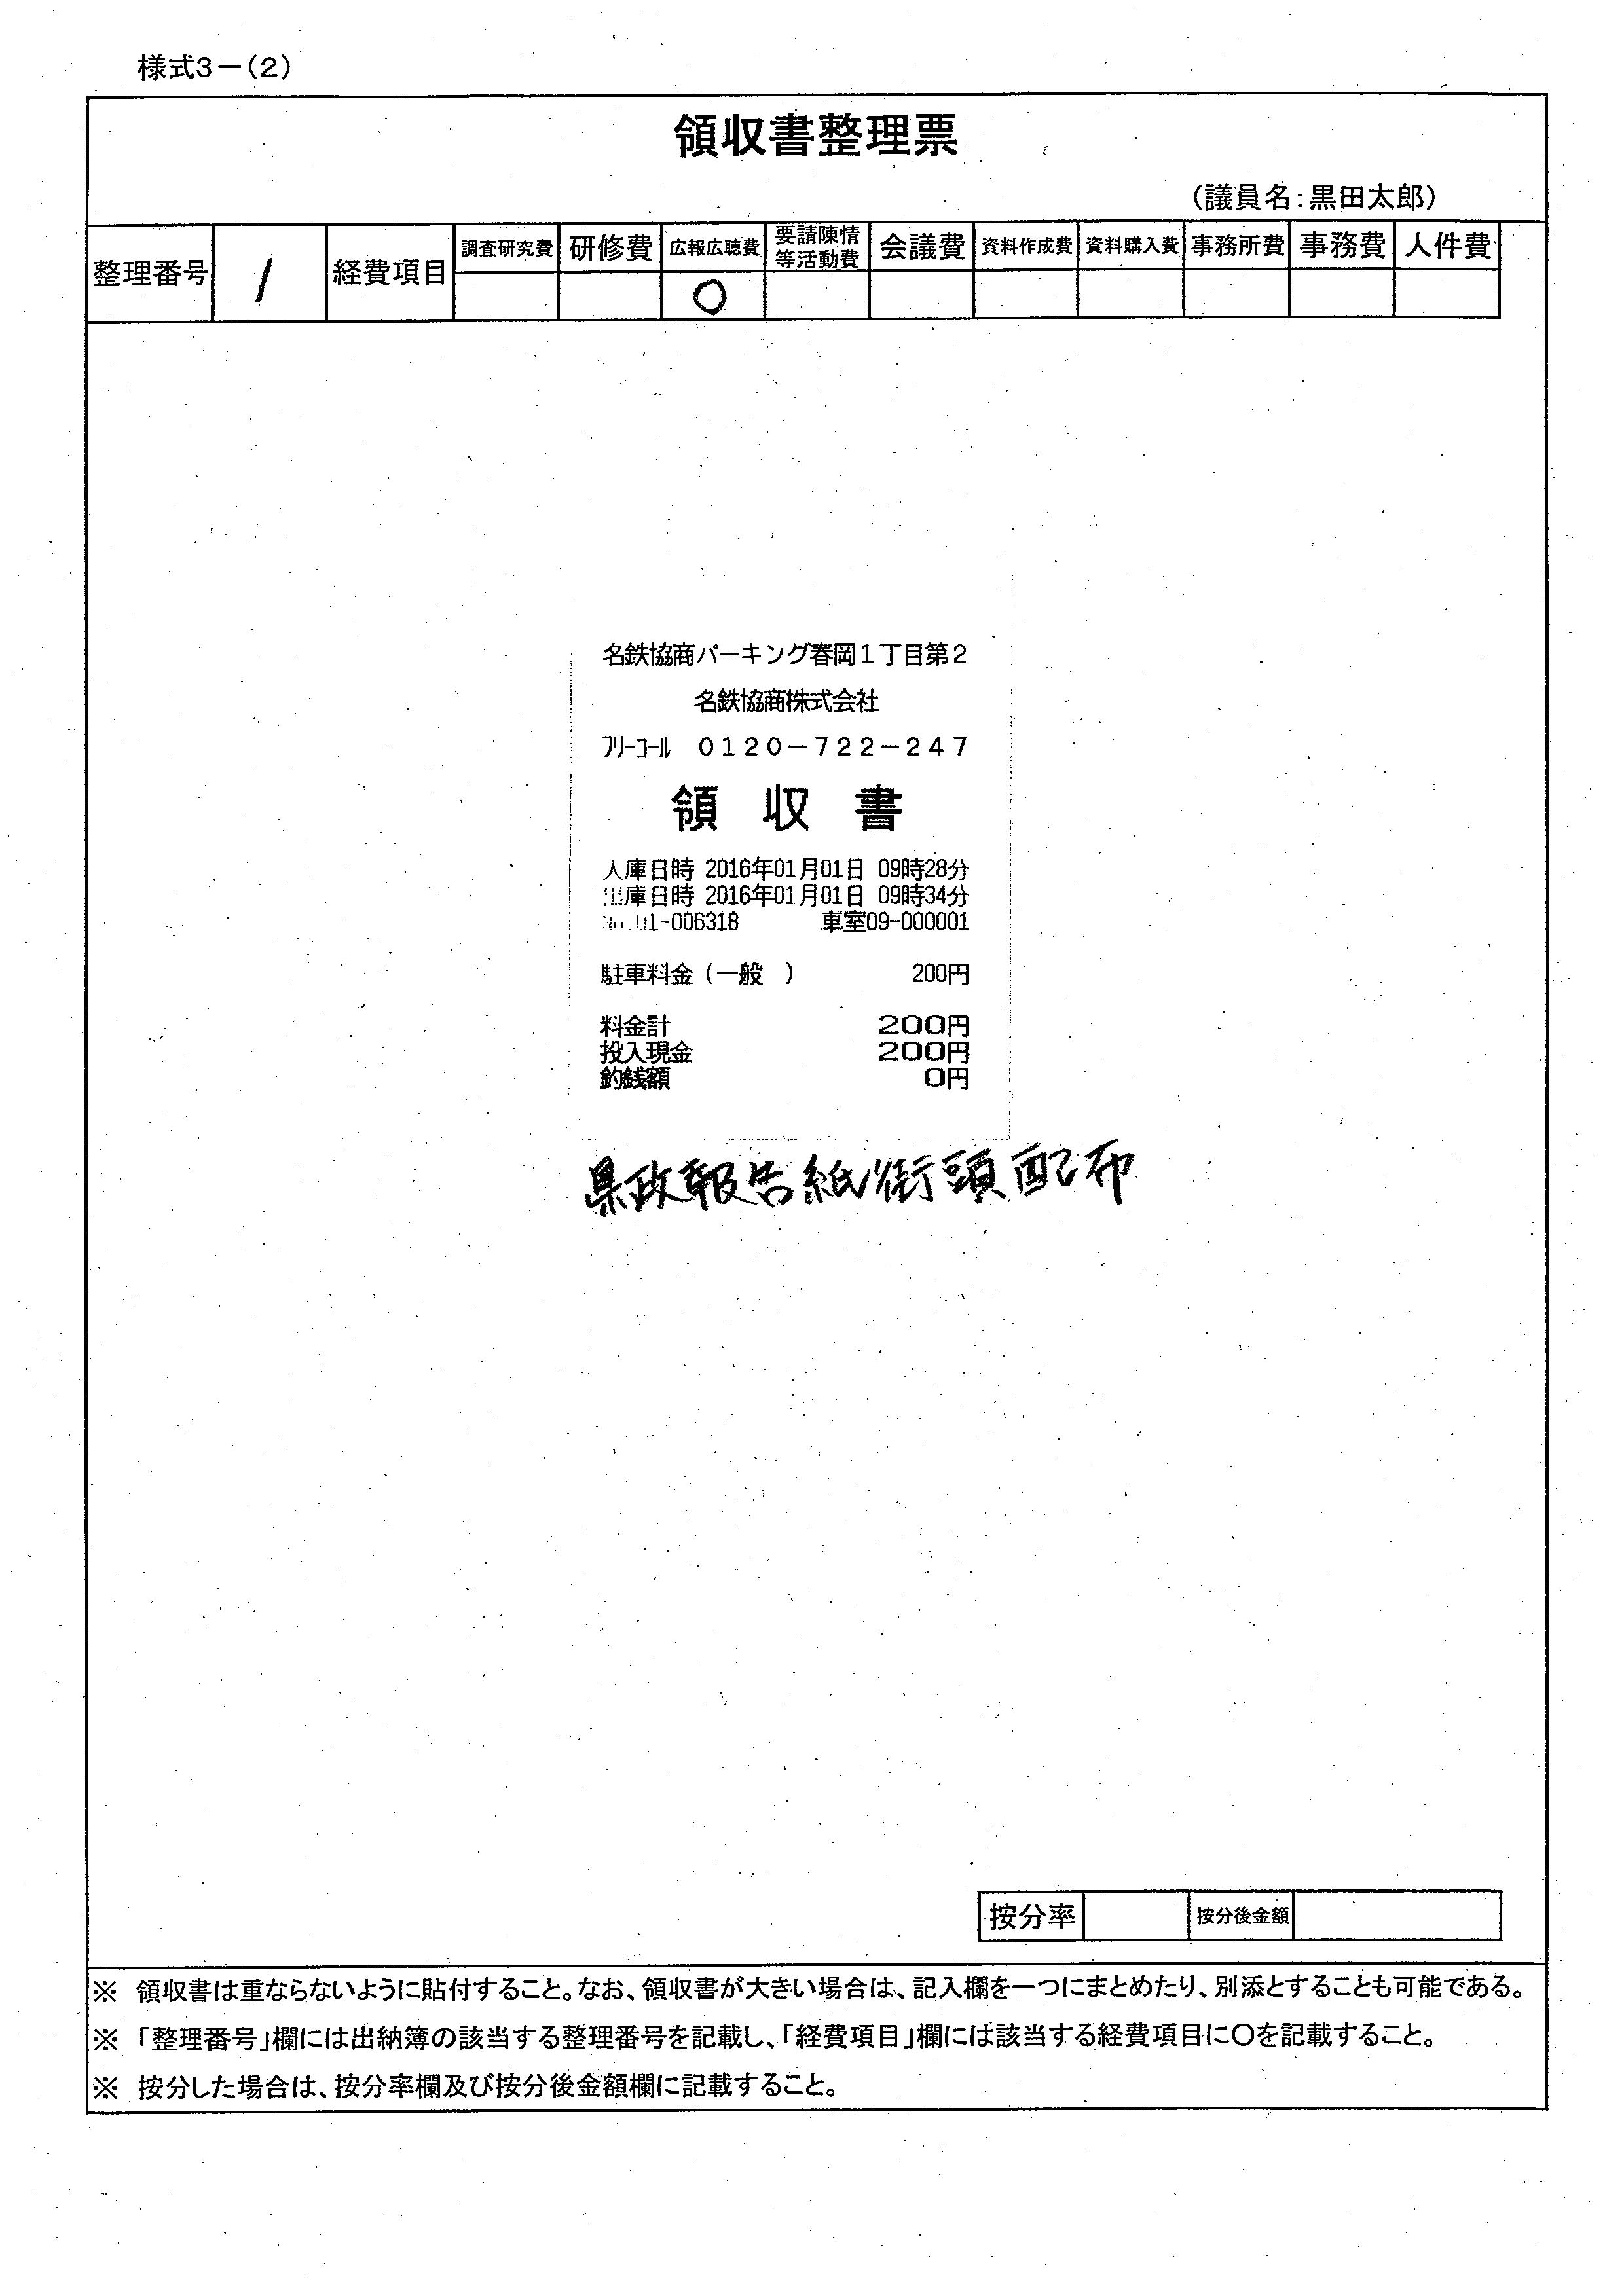 様式3－(2)
領収書整理票
(議員名:黒田太郎)
整理番号 1 経費項目 調査研究費 研修費 広報広聴費 要請陳情等活動費 会議費 資料作成費 資料購入費 事務所費 事務費 人件費
○
名鉄協商パーキング春岡1丁目第2
名鉄協商株式会社
フリーコール 0120－722－247
領収書
入庫日時 2016年01月01日 09時28分
出庫日時 2016年01月01日 09時34分
01-006318 車室09-000001
駐車料金(一般 ) 200円
料金計 200円
投入現金 200円
釣銭額 0円
県政報告紙街頭配布
按分率 按分後金額
※ 領収書は重ならないように貼付すること。なお、領収書が大きい場合は、記入欄を一つにまとめたり、別添とすることも可能である。
※ 「整理番号」欄には出納簿の該当する整理番号を記載し、「経費項目」欄には該当する経費項目に○を記載すること。
※ 按分した場合は、按分率欄及び按分後金額欄に記載すること。